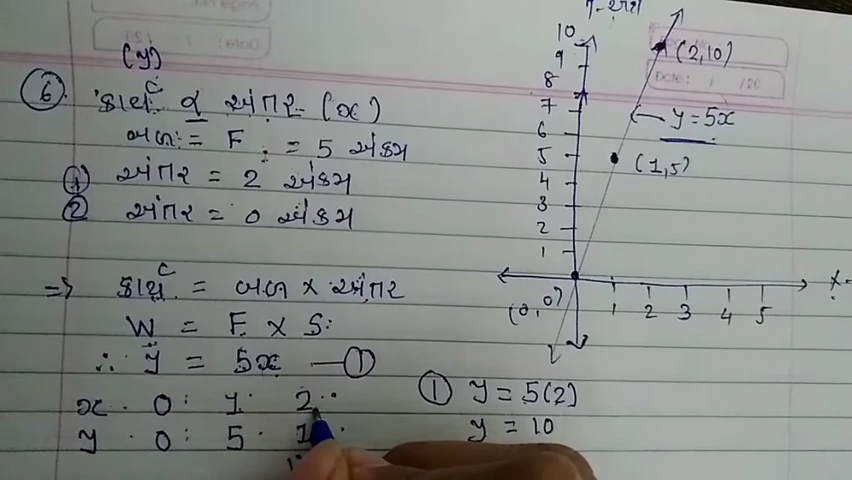 (y)
⑥ કાર્ય α અંતર (x)
બળ = F = 5 એકમ
① અંતર = 2 એકમ
② અંતર = 0 એકમ
⇒ કાર્ય = બળ x અંતર
W = F x S
∴ y = 5x —①
x 0 1 2
y 0 5
① y = 5(2)
y = 10
10
9
8
7
6
5
4
3
2
1
(2,10)
y = 5x
(1,5)
(0,0)
1 2 3 4 5
x-